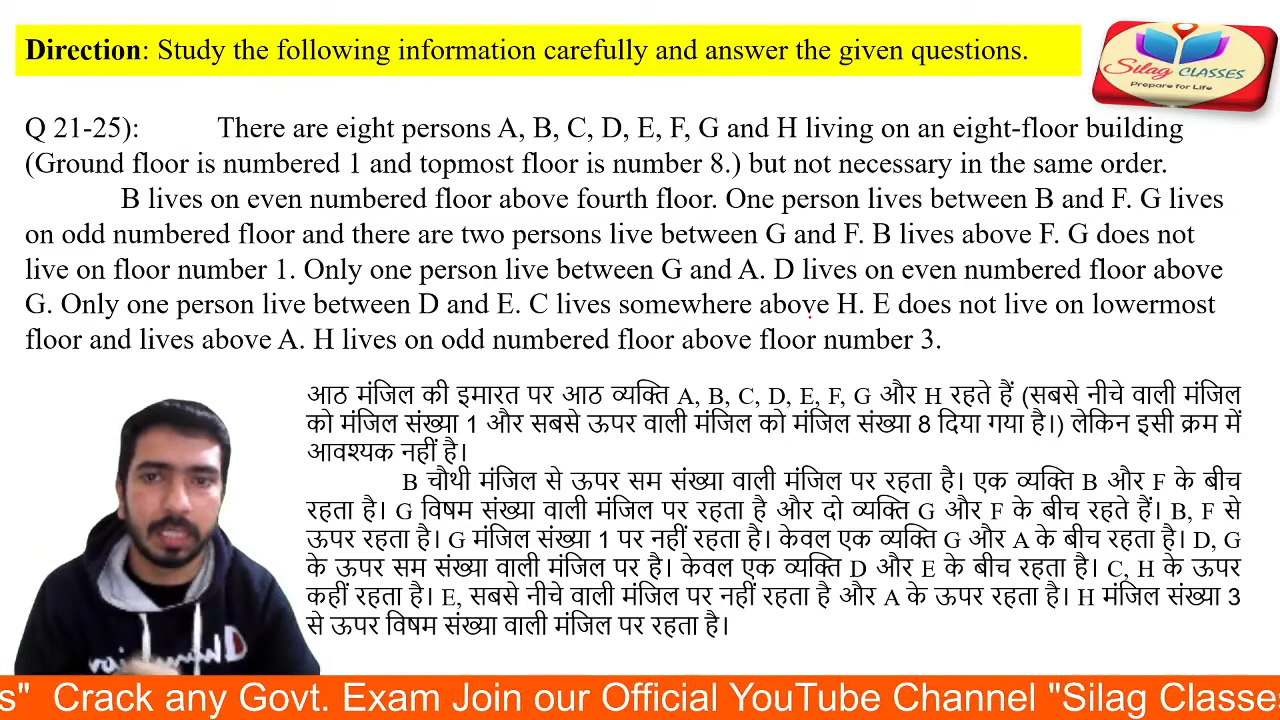 Direction: Study the following information carefully and answer the given questions.
Silag CLASSES
Prepare for Life
Q 21-25): There are eight persons A, B, C, D, E, F, G and H living on an eight-floor building
(Ground floor is numbered 1 and topmost floor is number 8.) but not necessary in the same order.
B lives on even numbered floor above fourth floor. One person lives between B and F. G lives
on odd numbered floor and there are two persons live between G and F. B lives above F. G does not
live on floor number 1. Only one person live between G and A. D lives on even numbered floor above
G. Only one person live between D and E. C lives somewhere above H. E does not live on lowermost
floor and lives above A. H lives on odd numbered floor above floor number 3.
आठ मंजिल की इमारत पर आठ व्यक्ति A, B, C, D, E, F, G और H रहते हैं (सबसे नीचे वाली मंजिल
को मंजिल संख्या 1 और सबसे ऊपर वाली मंजिल को मंजिल संख्या 8 दिया गया है।) लेकिन इसी क्रम में
आवश्यक नहीं है।
B चौथी मंजिल से ऊपर सम संख्या वाली मंजिल पर रहता है। एक व्यक्ति B और F के बीच
रहता है। G विषम संख्या वाली मंजिल पर रहता है और दो व्यक्ति G और F के बीच रहते हैं। B, F से
ऊपर रहता है। G मंजिल संख्या 1 पर नहीं रहता है। केवल एक व्यक्ति G और A के बीच रहता है। D, G
के ऊपर सम संख्या वाली मंजिल पर है। केवल एक व्यक्ति D और E के बीच रहता है। C, H के ऊपर
कहीं रहता है। E, सबसे नीचे वाली मंजिल पर नहीं रहता है और A के ऊपर रहता है। H मंजिल संख्या 3
से ऊपर विषम संख्या वाली मंजिल पर रहता है।
Champion
s" Crack any Govt. Exam Join our Official YouTube Channel "Silag Classes